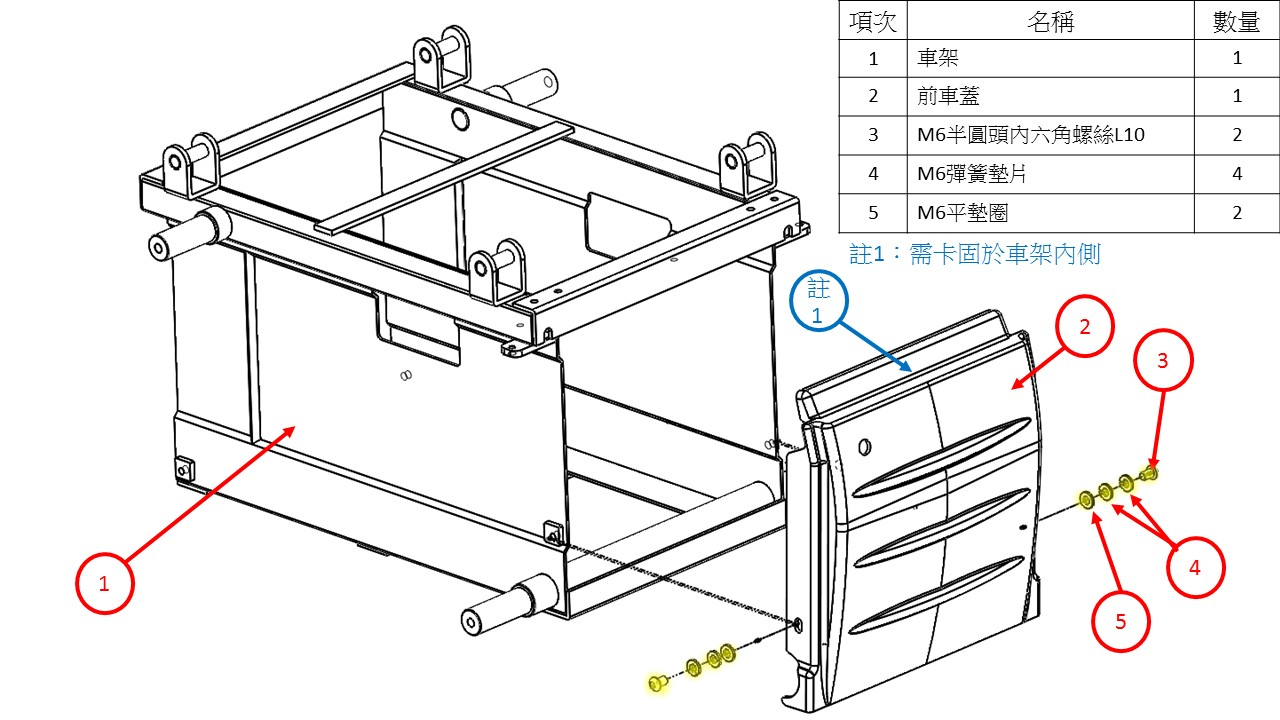 項次 名稱 數量
1 車架 1
2 前車蓋 1
3 M6半圓頭內六角螺絲L10 2
4 M6彈簧墊片 4
5 M6平墊圈 2
註1：需卡固於車架內側
註
1
2
3
1
4
5